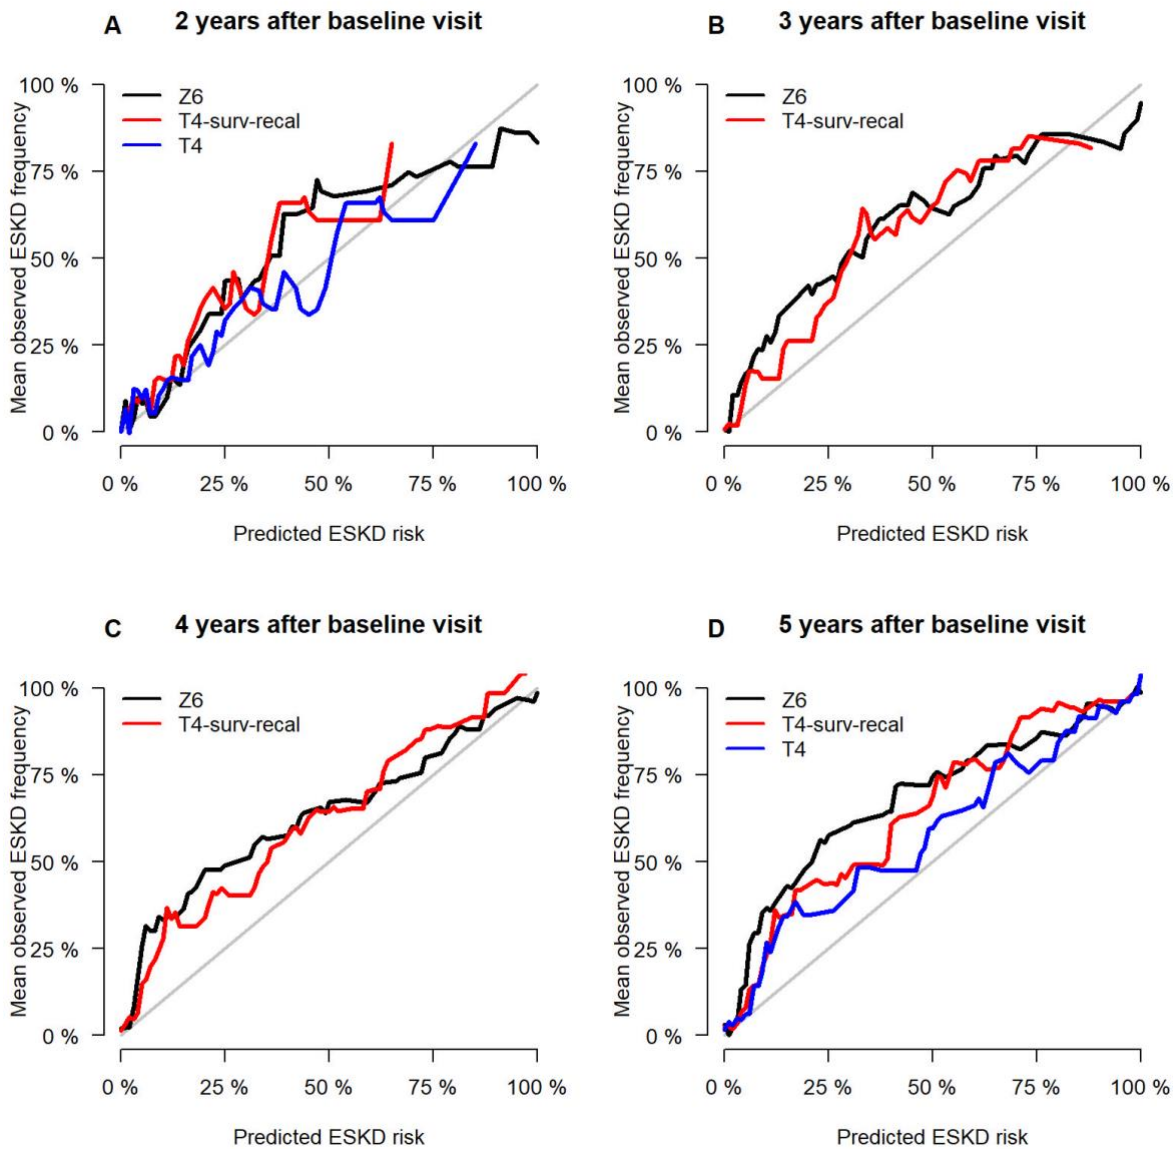 A 2 years after baseline visit
Mean observed ESKD frequency
100 %
75 %
50 %
25 %
0 %
Z6
T4-surv-recal
T4
0 % 25 % 50 % 75 % 100 %
Predicted ESKD risk
B 3 years after baseline visit
Mean observed ESKD frequency
100 %
75 %
50 %
25 %
0 %
Z6
T4-surv-recal
0 % 25 % 50 % 75 % 100 %
Predicted ESKD risk
C 4 years after baseline visit
Mean observed ESKD frequency
100 %
75 %
50 %
25 %
0 %
Z6
T4-surv-recal
0 % 25 % 50 % 75 % 100 %
Predicted ESKD risk
D 5 years after baseline visit
Mean observed ESKD frequency
100 %
75 %
50 %
25 %
0 %
Z6
T4-surv-recal
T4
0 % 25 % 50 % 75 % 100 %
Predicted ESKD risk